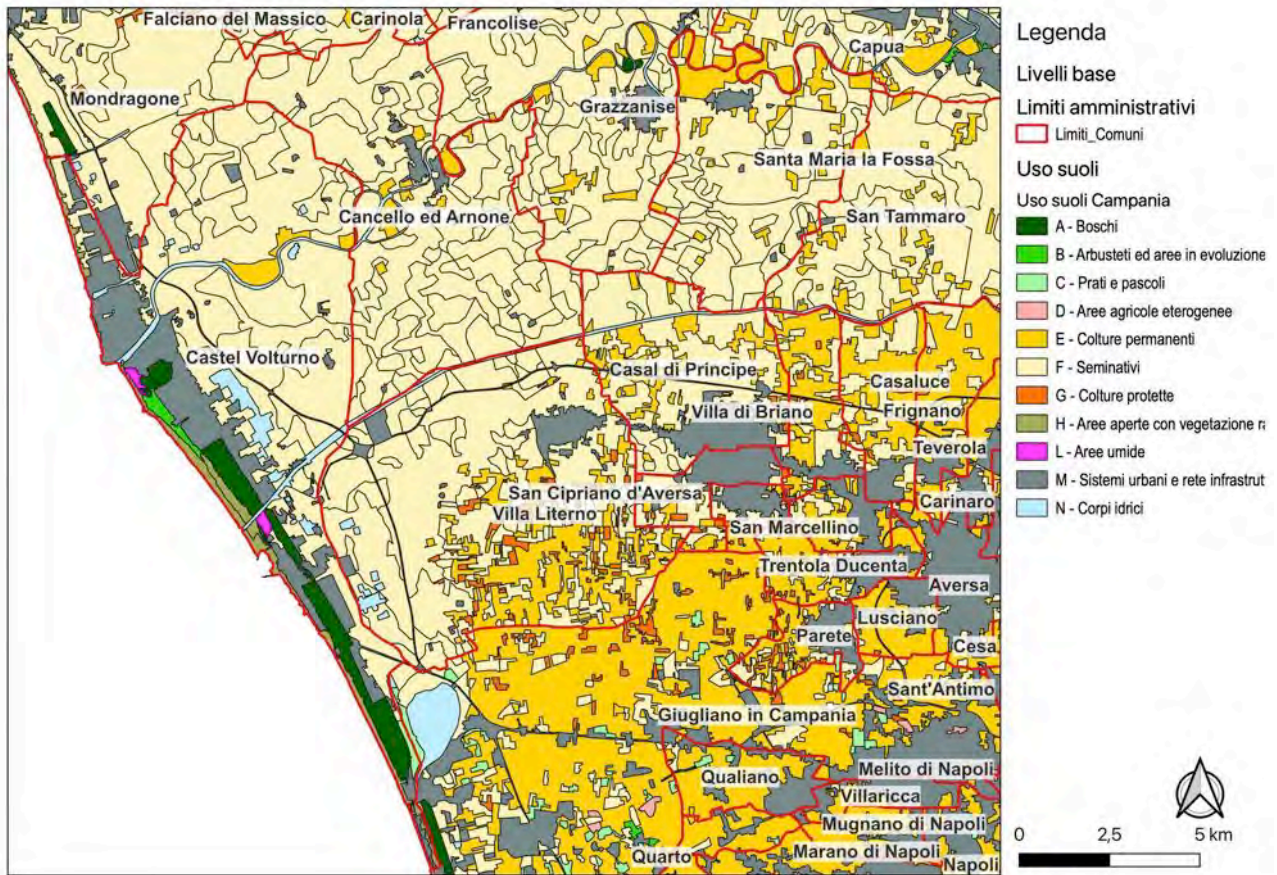 Falciano del Massico
Carinola
Francolise
Capua
Mondragone
Grazzanise
Santa Maria la Fossa
Cancello ed Arnone
San Tammaro
Castel Volturno
Casal di Principe
Casaluce
Villa di Briano
Frignano
Teverola
San Cipriano d'Aversa
Villa Literno
Carinaro
San Marcellino
Trentola Ducenta
Aversa
Lusciano
Parete
Cesa
Sant'Antimo
Giugliano in Campania
Qualiano
Melito di Napoli
Villaricca
Mugnano di Napoli
Quarto
Marano di Napoli
Napoli
Legenda
Livelli base
Limiti amministrativi
Limiti_Comuni
Uso suoli
Uso suoli Campania
A - Boschi
B - Arbusteti ed aree in evoluzione
C - Prati e pascoli
D - Aree agricole eterogenee
E - Colture permanenti
F - Seminativi
G - Colture protette
H - Aree aperte con vegetazione ra
L - Aree umide
M - Sistemi urbani e rete infrastrut
N - Corpi idrici
0 2,5 5 km